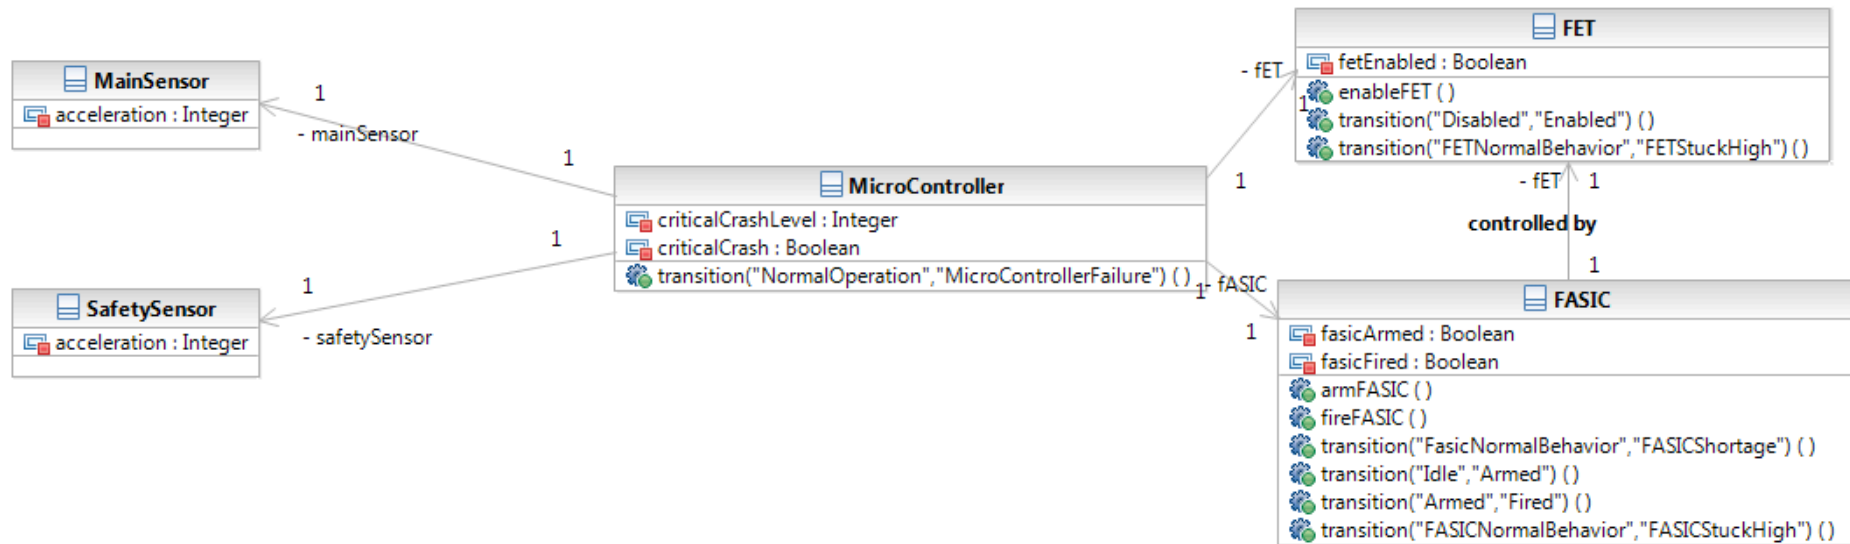 MainSensor
acceleration : Integer
1
- mainSensor
1
SafetySensor
acceleration : Integer
1
- safetySensor
1
MicroController
criticalCrashLevel : Integer
criticalCrash : Boolean
transition("NormalOperation","MicroControllerFailure") ( )
- fET
1
1
FET
fetEnabled : Boolean
enableFET ( )
transition("Disabled","Enabled") ( )
transition("FETNormalBehavior","FETStuckHigh") ( )
- fET
1
controlled by
1
1
- fASIC
1
FASIC
fasicArmed : Boolean
fasicFired : Boolean
armFASIC ( )
fireFASIC ( )
transition("FasicNormalBehavior","FASICShortage") ( )
transition("Idle","Armed") ( )
transition("Armed","Fired") ( )
transition("FASICNormalBehavior","FASICStuckHigh") ( )